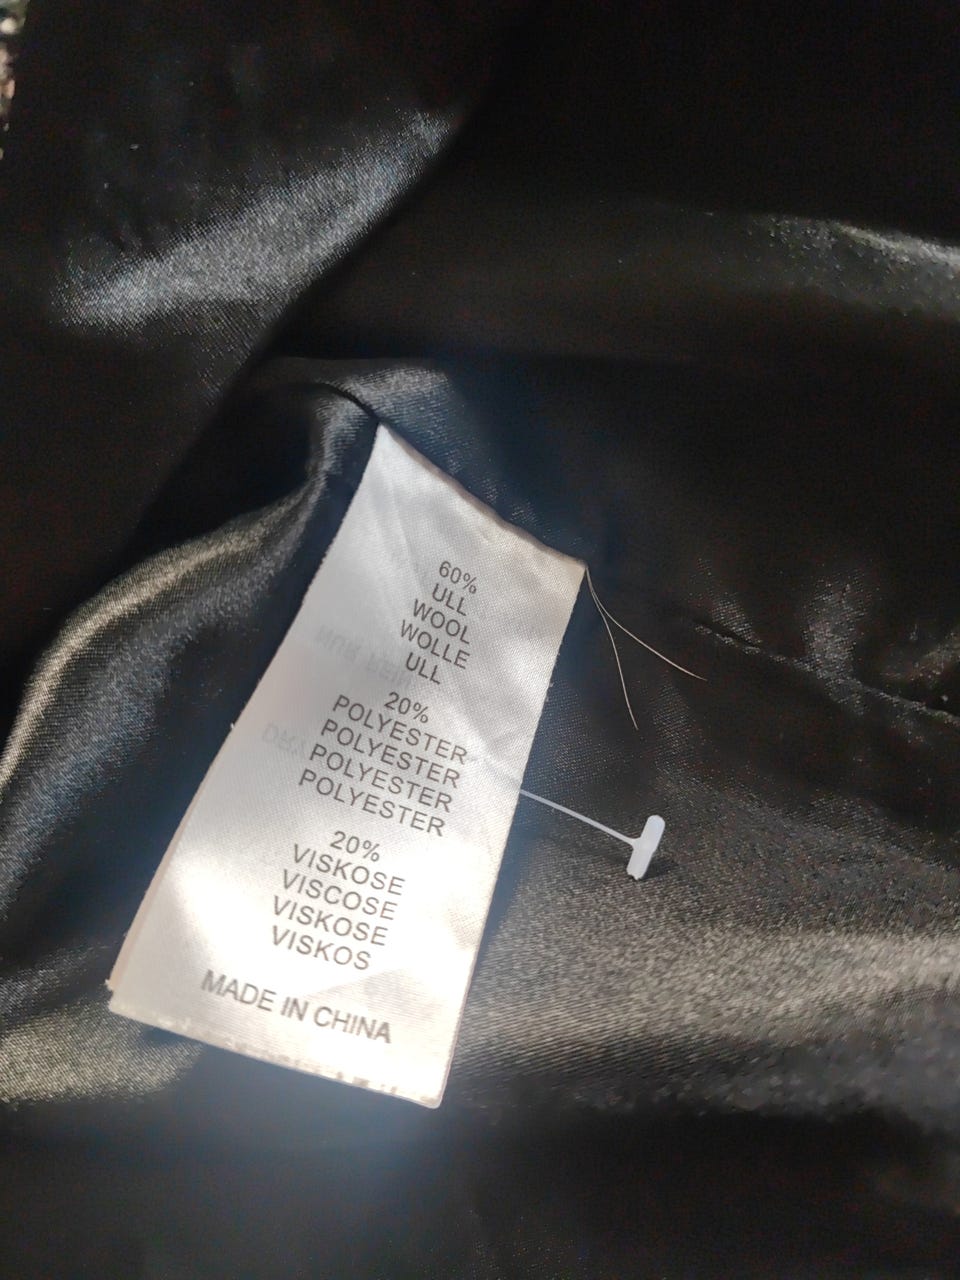 60%
ULL
WOOL
WOLLE
ULL
20%
POLYESTER
POLYESTER
POLYESTER
POLYESTER
20%
VISKOSE
VISCOSE
VISKOSE
VISKOS
MADE IN CHINA